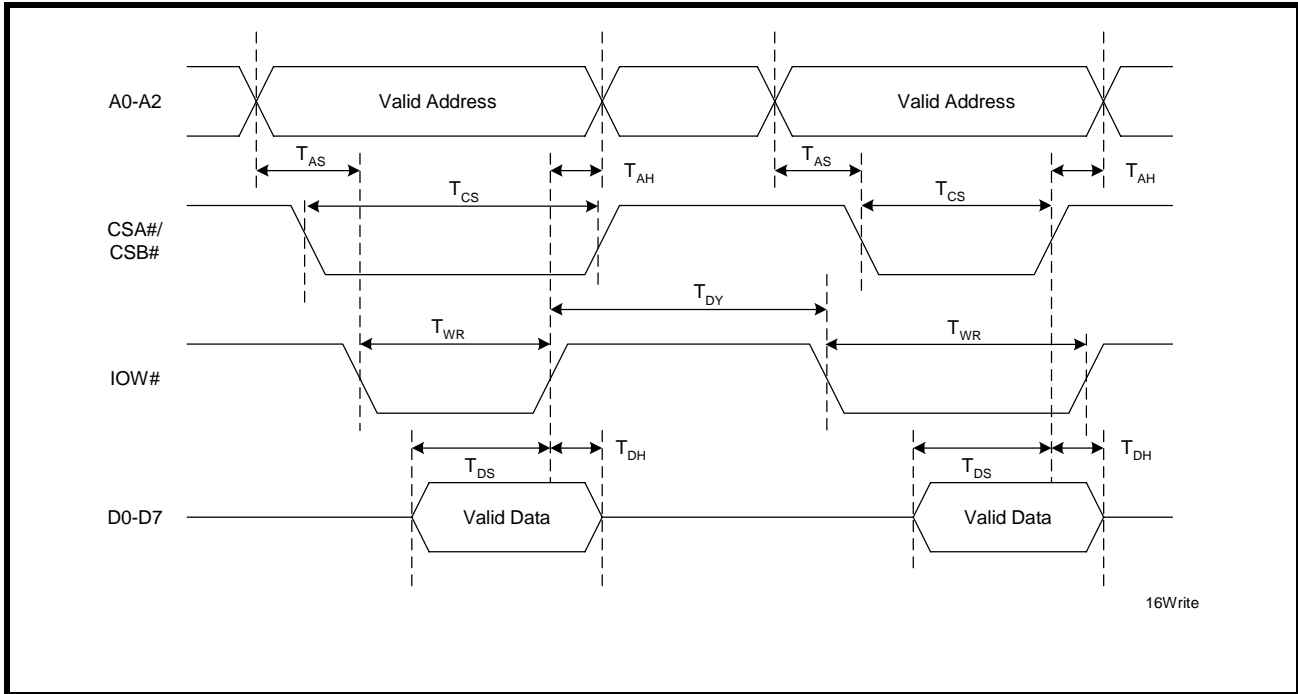 A0-A2
Valid Address
Valid Address
TAS
TAH
TAS
TAH
TCS
TCS
CSA#/
CSB#
TDY
TWR
TWR
IOW#
TDS
TDH
TDS
TDH
D0-D7
Valid Data
Valid Data
16Write